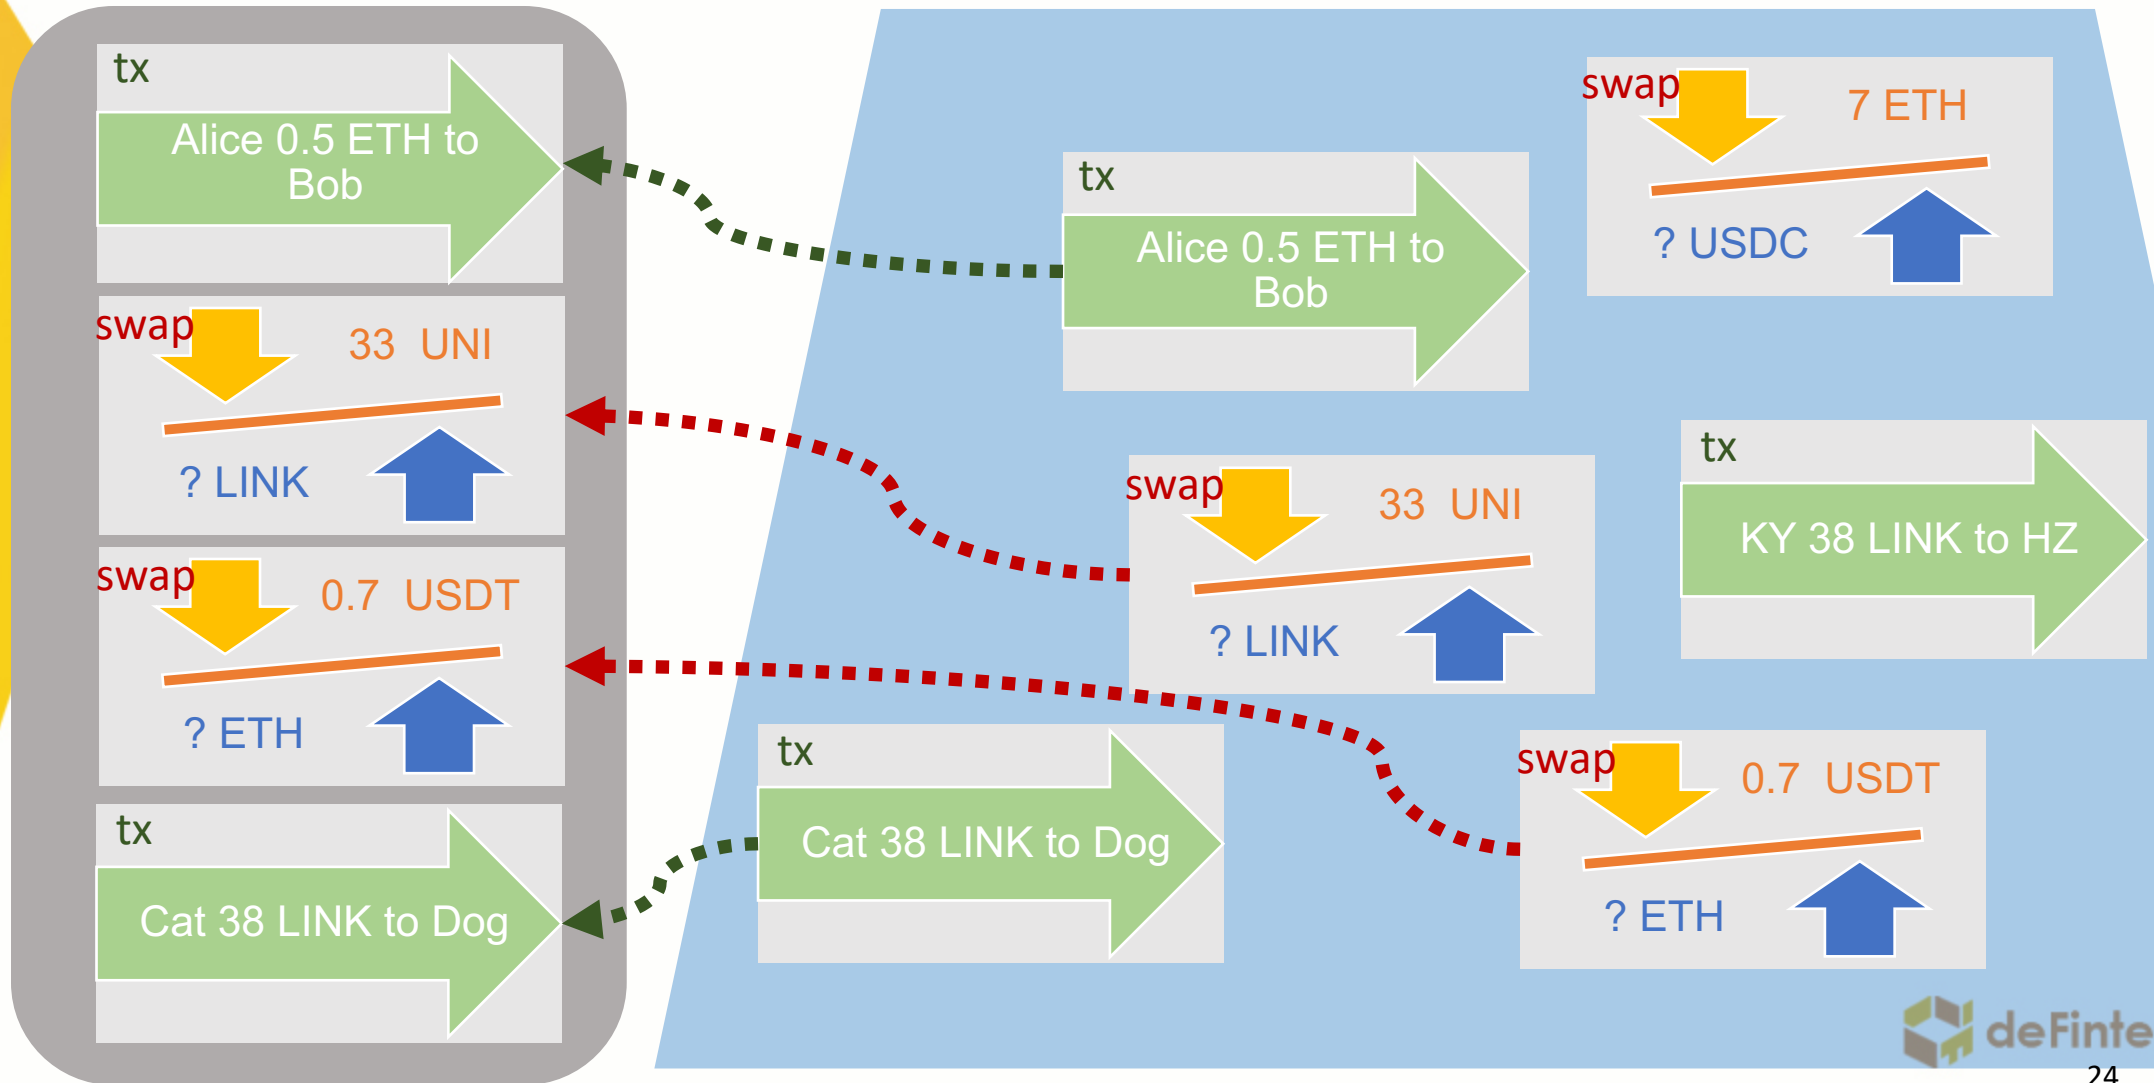 tx
Alice 0.5 ETH to
Bob
swap
33 UNI
? LINK
swap
0.7 USDT
? ETH
tx
Cat 38 LINK to Dog
tx
Alice 0.5 ETH to
Bob
swap
7 ETH
? USDC
swap
33 UNI
? LINK
tx
KY 38 LINK to HZ
tx
Cat 38 LINK to Dog
swap
0.7 USDT
? ETH
deFinte
24